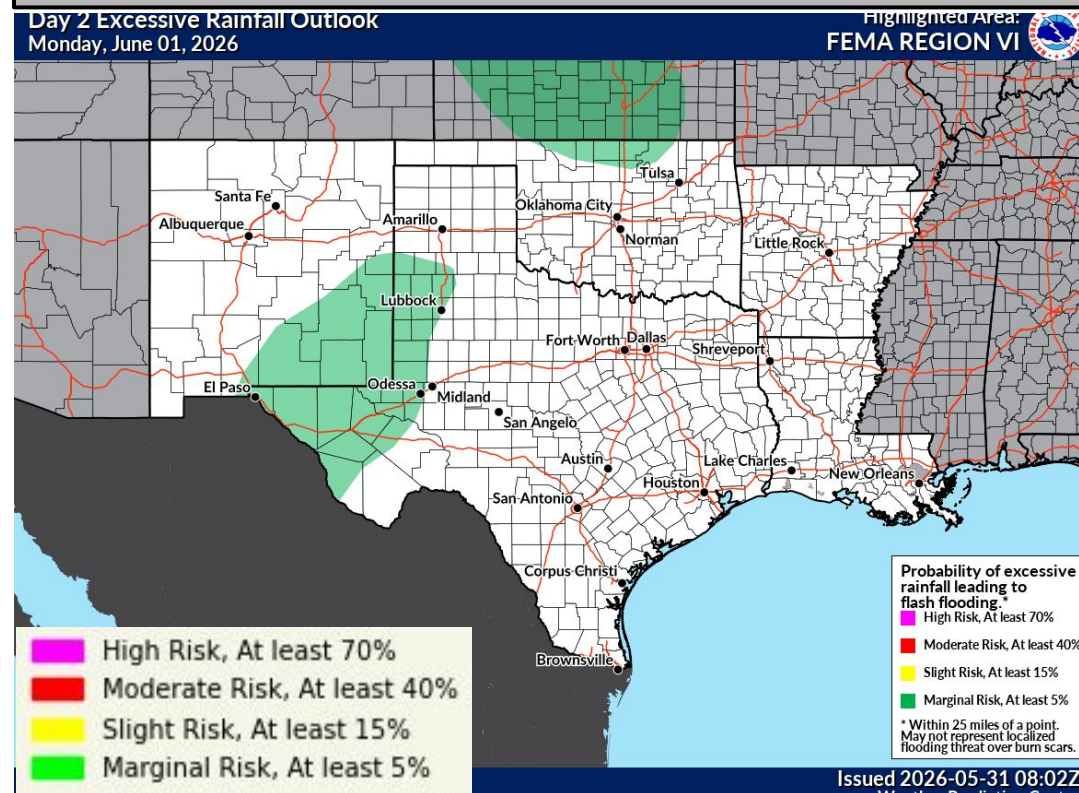 Day 2 Excessive Rainfall Outlook
Monday, June 01, 2026
Highlighted Area:
FEMA REGION VI
Tulsa
Santa Fe
Oklahoma City
Albuquerque
Amarillo
Norman
Little Rock
Lubbock
Fort Worth
Dallas
Shreveport
El Paso
Odessa
Midland
San Angelo
Austin
Lake Charles
New Orleans
Houston
San Antonio
Corpus Christi
Brownsville
Probability of excessive
rainfall leading to
flash flooding.*
High Risk, At least 70%
Moderate Risk, At least 40%
Slight Risk, At least 15%
Marginal Risk, At least 5%
* Within 25 miles of a point.
May not represent localized
flooding threat over burn scars.
High Risk, At least 70%
Moderate Risk, At least 40%
Slight Risk, At least 15%
Marginal Risk, At least 5%
Issued 2026-05-31 08:02Z
Weather Prediction Center